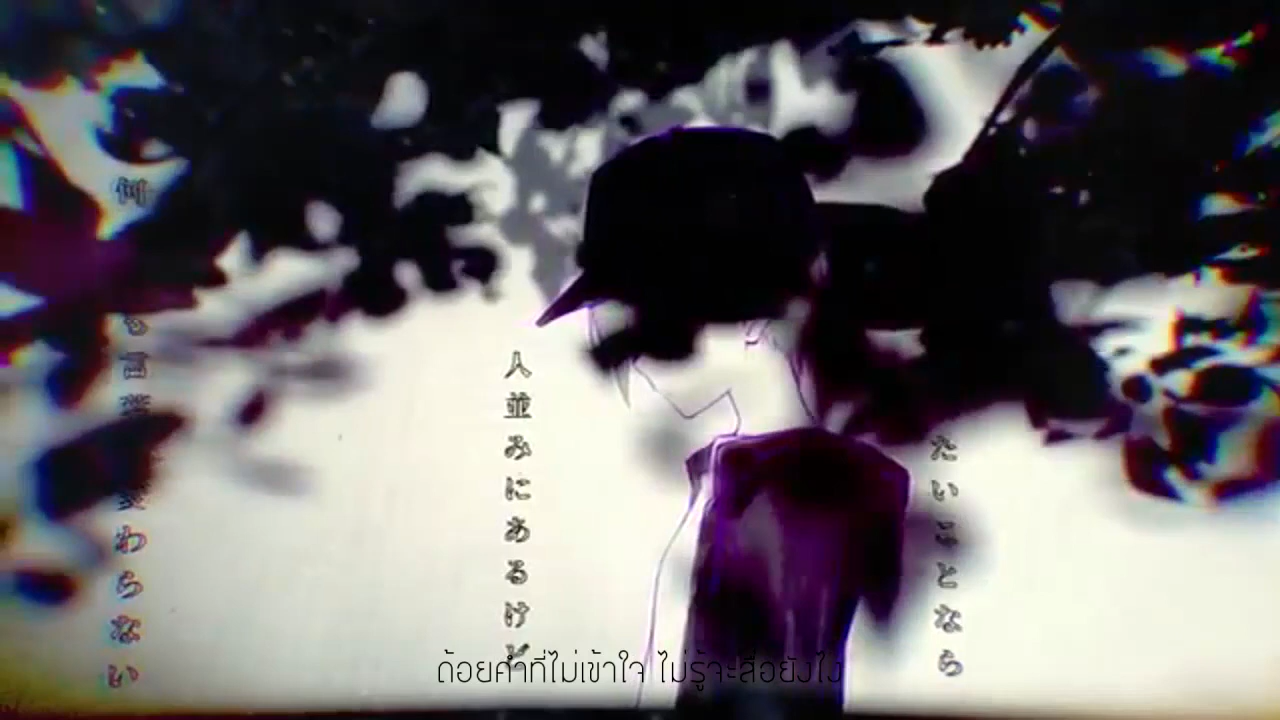 たいことなら
人並みにあるけど
何も言葉変わらない
ด้อยคำที่ไม่เข้าใจ ไม่รู้จะสื่อยังไง